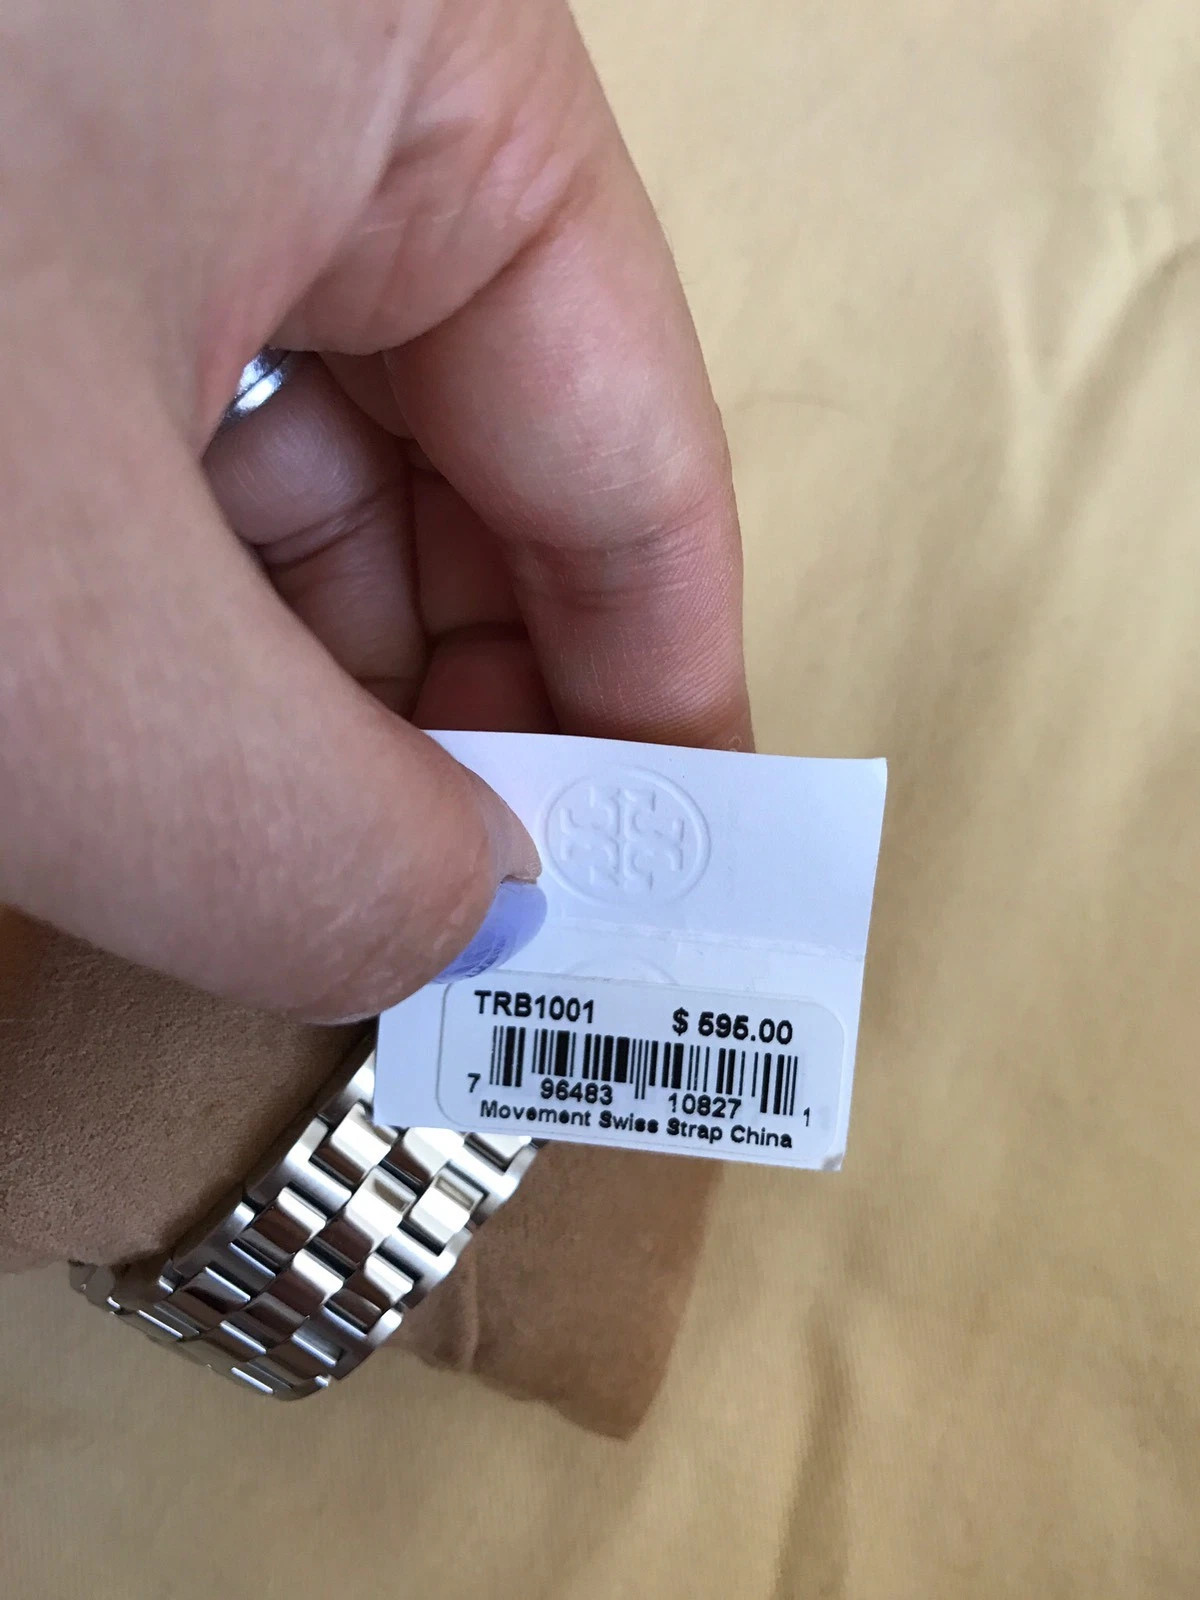 TRB1001 $ 595.00
7 96483 10827 1
Movement Swiss Strap China